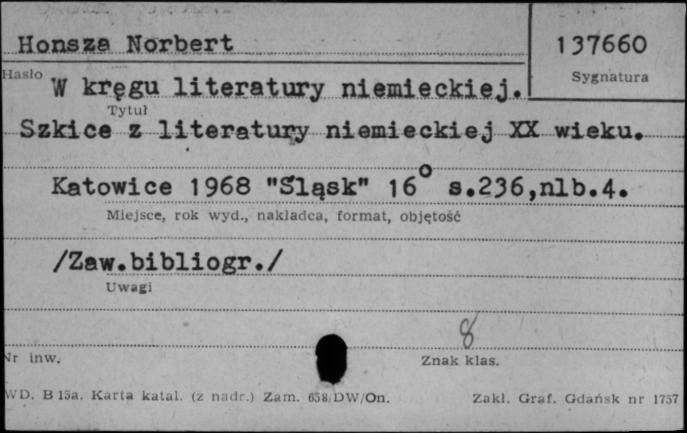 Honsza Norbert
137660
Hasło
Sygnatura
W kręgu literatury niemieckiej.
Tytuł
Szkice z literatury niemieckiej XX wieku.
Katowice 1968 "Śląsk" 16° s.236,nlb.4.
Miejsce, rok wyd., nakładca, format, objętość
/Zaw.bibliogr./
Uwagi
8
Nr inw.
Znak klas.
WD. B 15a. Karta katal. (z nadr.) Zam. 658/DW/On.
Zakł. Graf. Gdańsk nr 1757